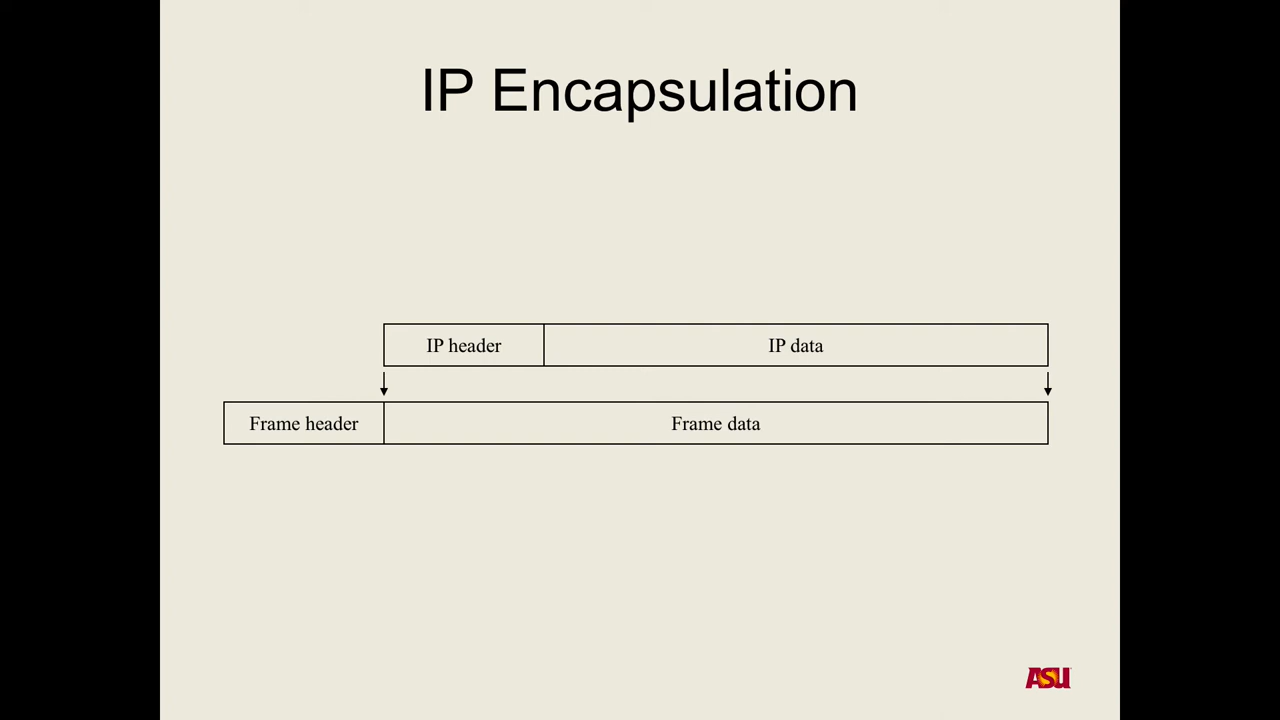 IP Encapsulation
IP header IP data
Frame header Frame data
ASU